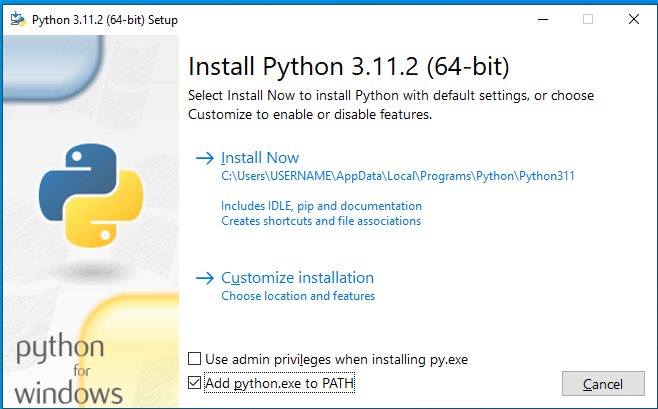 Python 3.11.2 (64-bit) Setup
Install Python 3.11.2 (64-bit)
Select Install Now to install Python with default settings, or choose
Customize to enable or disable features.
Install Now
C:\Users\USERNAME\AppData\Local\Programs\Python\Python311
Includes IDLE, pip and documentation
Creates shortcuts and file associations
Customize installation
Choose location and features
Use admin privileges when installing py.exe
Add python.exe to PATH
Cancel
python
for
windows